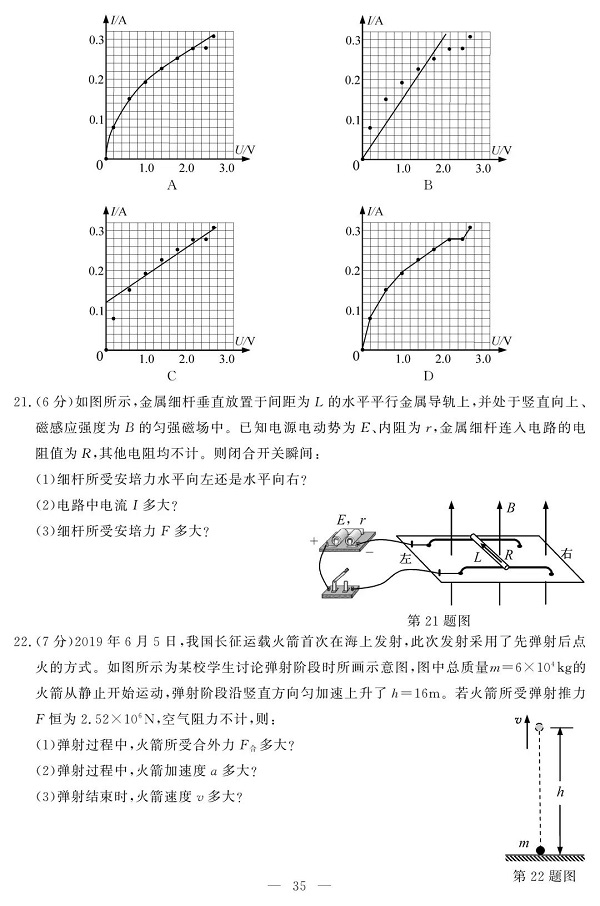 I/A
0.3
0.2
0.1
0
1.0
2.0
3.0
U/V
A
I/A
0.3
0.2
0.1
0
1.0
2.0
3.0
U/V
B
I/A
0.3
0.2
0.1
0
1.0
2.0
3.0
U/V
C
I/A
0.3
0.2
0.1
0
1.0
2.0
3.0
U/V
D
21.(6分)如图所示,金属细杆垂直放置于间距为L的水平平行金属导轨上,并处于竖直向上、
磁感应强度为B的匀强磁场中。已知电源电动势为E、内阻为r,金属细杆连入电路的电
阻值为R,其他电阻均不计。则闭合开关瞬间:
(1)细杆所受安培力水平向左还是水平向右?
(2)电路中电流I多大?
(3)细杆所受安培力F多大?
E, r
+
−
左
L
R
B
右
第21题图
22.(7分)2019年6月5日,我国长征运载火箭首次在海上发射,此次发射采用了先弹射后点
火的方式。如图所示为某校学生讨论弹射阶段时所画示意图,图中总质量m=6×10⁴kg的
火箭从静止开始运动,弹射阶段沿竖直方向匀加速上升了h=16m。若火箭所受弹射推力
F恒为2.52×10⁶N,空气阻力不计,则:
(1)弹射过程中,火箭所受合外力F合多大?
(2)弹射过程中,火箭加速度a多大?
(3)弹射结束时,火箭速度v多大?
v
h
m
第22题图
— 35 —